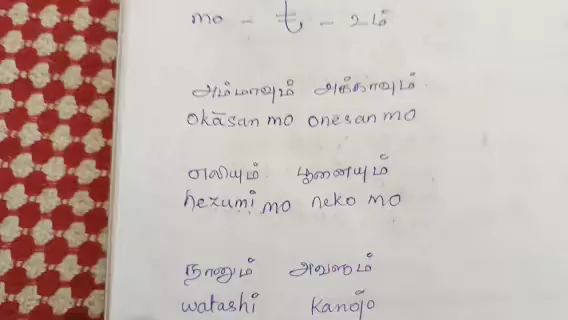 mo - も - உம்
அம்மாவும் அக்காவும்
okāsan mo onesan mo
எலியும் பூனையும்
nezumi mo neko mo
நானும் அவளும்
watashi kanojo